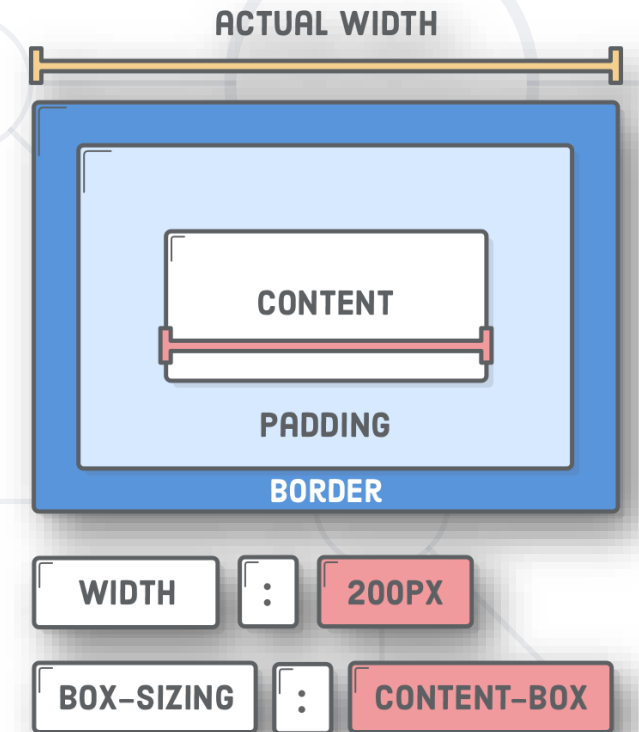 ACTUAL WIDTH
CONTENT
PADDING
BORDER
WIDTH : 200PX
BOX-SIZING : CONTENT-BOX